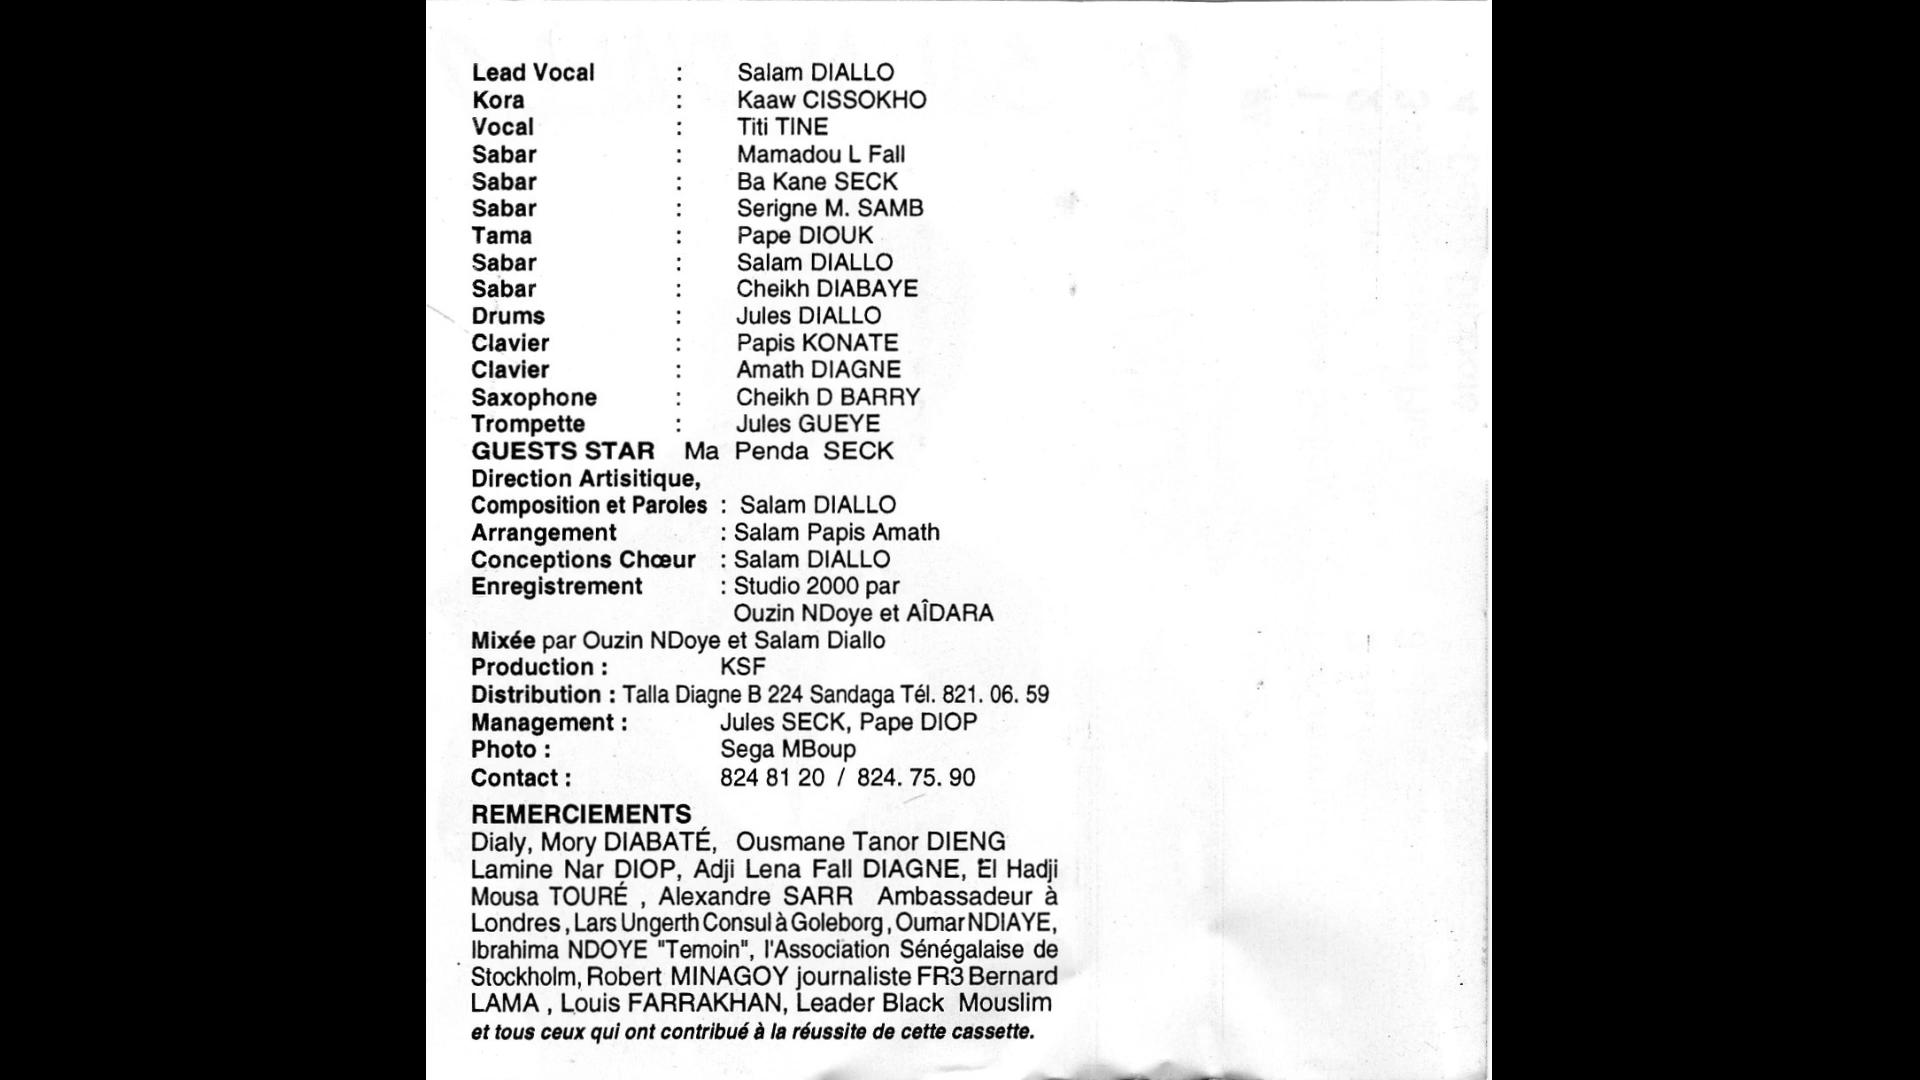 Lead Vocal : Salam DIALLO
Kora : Kaaw CISSOKHO
Vocal : Titi TINE
Sabar : Mamadou L Fall
Sabar : Ba Kane SECK
Sabar : Serigne M. SAMB
Tama : Pape DIOUK
Sabar : Salam DIALLO
Sabar : Cheikh DIABAYE
Drums : Jules DIALLO
Clavier : Papis KONATE
Clavier : Amath DIAGNE
Saxophone : Cheikh D BARRY
Trompette : Jules GUEYE
GUESTS STAR Ma Penda SECK
Direction Artisitique,
Composition et Paroles : Salam DIALLO
Arrangement : Salam Papis Amath
Conceptions Chœur : Salam DIALLO
Enregistrement : Studio 2000 par
Ouzin NDoye et AÎDARA
Mixée par Ouzin NDoye et Salam Diallo
Production : KSF
Distribution : Talla Diagne B 224 Sandaga Tél. 821. 06. 59
Management : Jules SECK, Pape DIOP
Photo : Sega MBoup
Contact : 824 81 20 / 824. 75. 90
REMERCIEMENTS
Dialy, Mory DIABATÉ, Ousmane Tanor DIENG
Lamine Nar DIOP, Adji Lena Fall DIAGNE, El Hadji
Mousa TOURÉ , Alexandre SARR Ambassadeur à
Londres , Lars Ungerth Consul à Goleborg , Oumar NDIAYE,
Ibrahima NDOYE "Temoin", l'Association Sénégalaise de
Stockholm, Robert MINAGOY journaliste FR3 Bernard
LAMA , Louis FARRAKHAN, Leader Black Mouslim
et tous ceux qui ont contribué à la réussite de cette cassette.